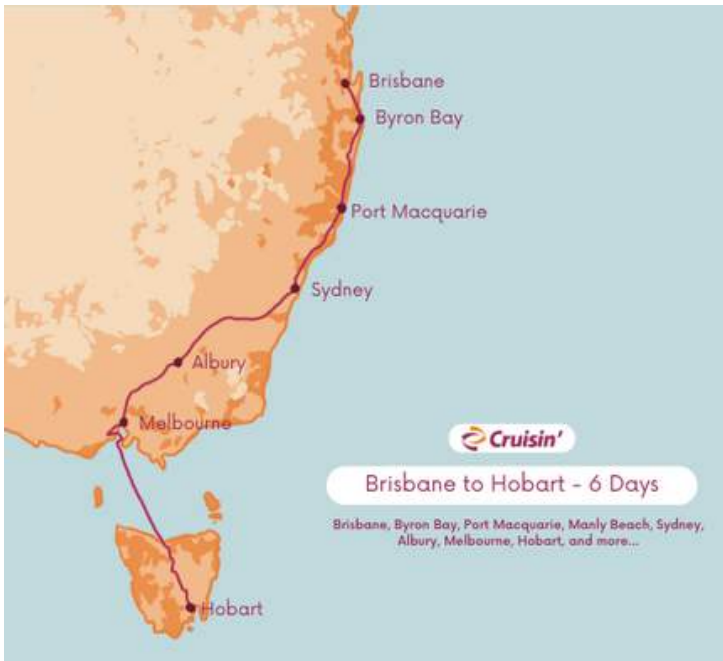 Brisbane
Byron Bay
Port Macquarie
Sydney
Albury
Melbourne
Cruisin'
Brisbane to Hobart - 6 Days
Brisbane, Byron Bay, Port Macquarie, Manly Beach, Sydney,
Albury, Melbourne, Hobart, and more...
Hobart